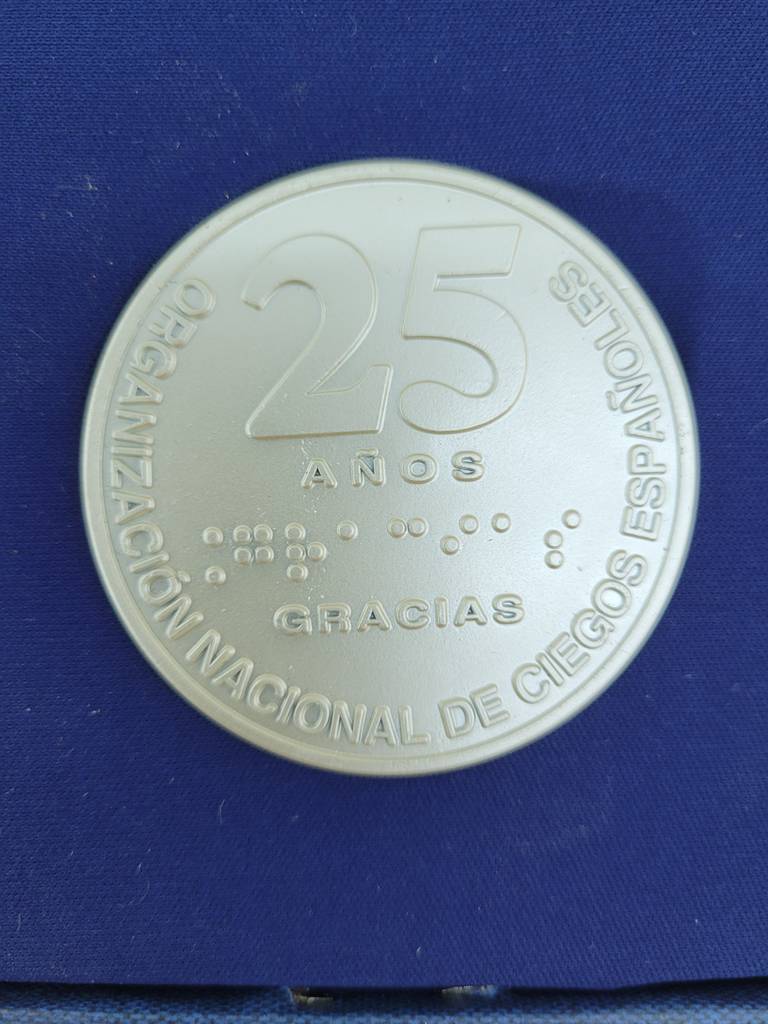 25
AÑOS
⠨⠛⠗⠁⠉⠊⠁⠎
GRACIAS
ORGANIZACIÓN NACIONAL DE CIEGOS ESPAÑOLES